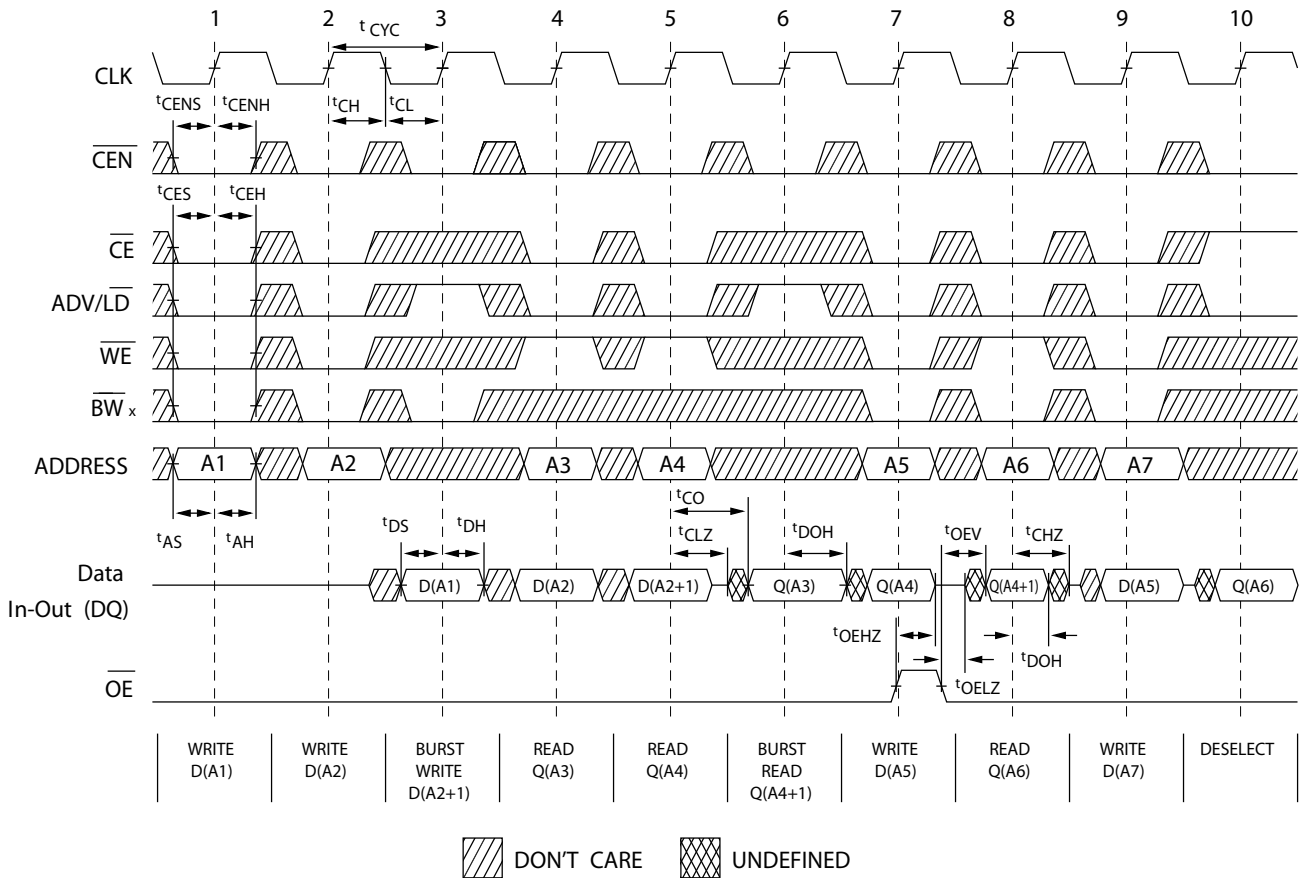 1 2 3 4 5 6 7 8 9 10
t CYC
CLK
tCENS tCENH tCH tCL
CEN
tCES tCEH
CE
ADV/LD
WE
BW x
ADDRESS A1 A2 A3 A4 A5 A6 A7
tCO
tAS tAH tDS tDH tCLZ tDOH tOEV tCHZ
Data
In-Out (DQ)
D(A1) D(A2) D(A2+1) Q(A3) Q(A4) Q(A4+1) D(A5) Q(A6)
tOEHZ tDOH
tOELZ
OE
WRITE
D(A1)
WRITE
D(A2)
BURST
WRITE
D(A2+1)
READ
Q(A3)
READ
Q(A4)
BURST
READ
Q(A4+1)
WRITE
D(A5)
READ
Q(A6)
WRITE
D(A7)
DESELECT
DON'T CARE
UNDEFINED